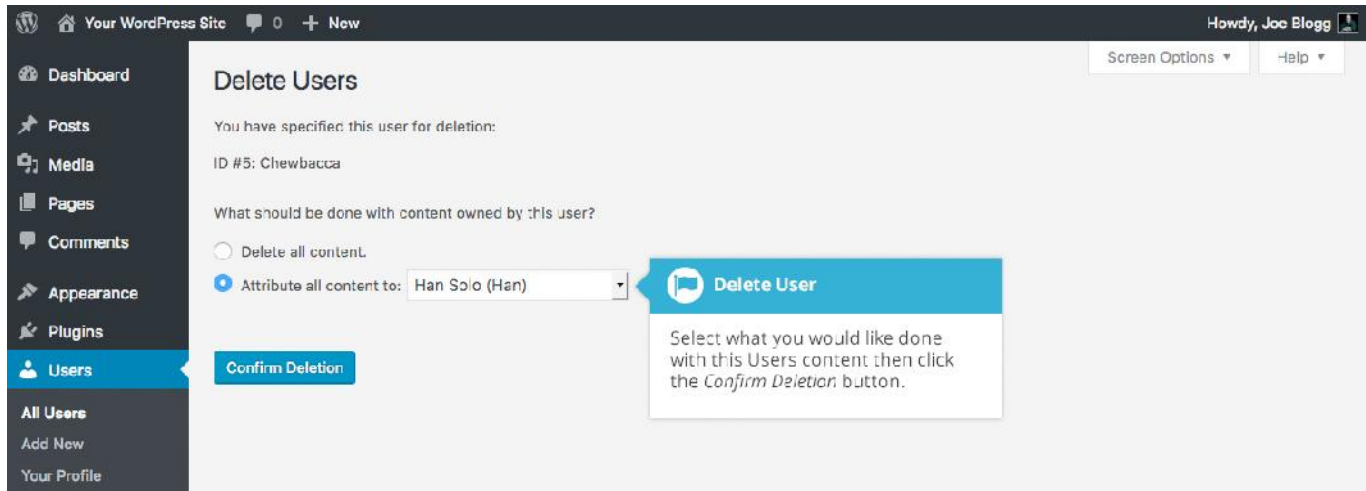 Your WordPress Site 0 + New Howdy, Joe Blogg
Screen Options Help
Dashboard
Posts
Media
Pages
Comments
Appearance
Plugins
Users
All Users
Add New
Your Profile
Delete Users
You have specified this user for deletion:
ID #5: Chewbacca
What should be done with content owned by this user?
Delete all content.
Attribute all content to: Han Solo (Han)
Confirm Deletion
Delete User
Select what you would like done
with this Users content then click
the Confirm Deletion button.